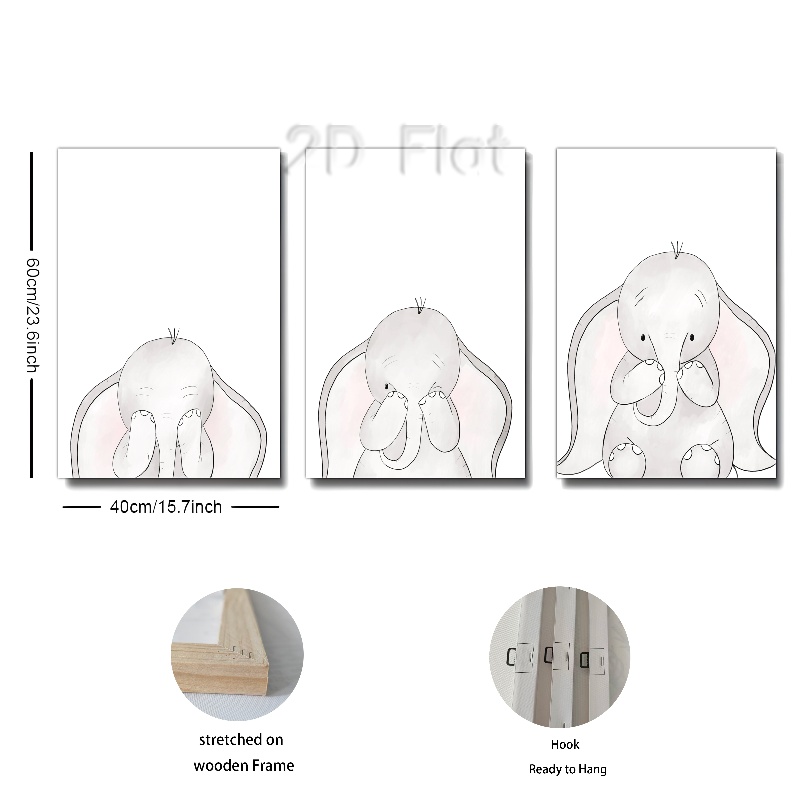 2D Flat
60cm/23.6inch
40cm/15.7inch
stretched on
wooden Frame
Hook
Ready to Hang